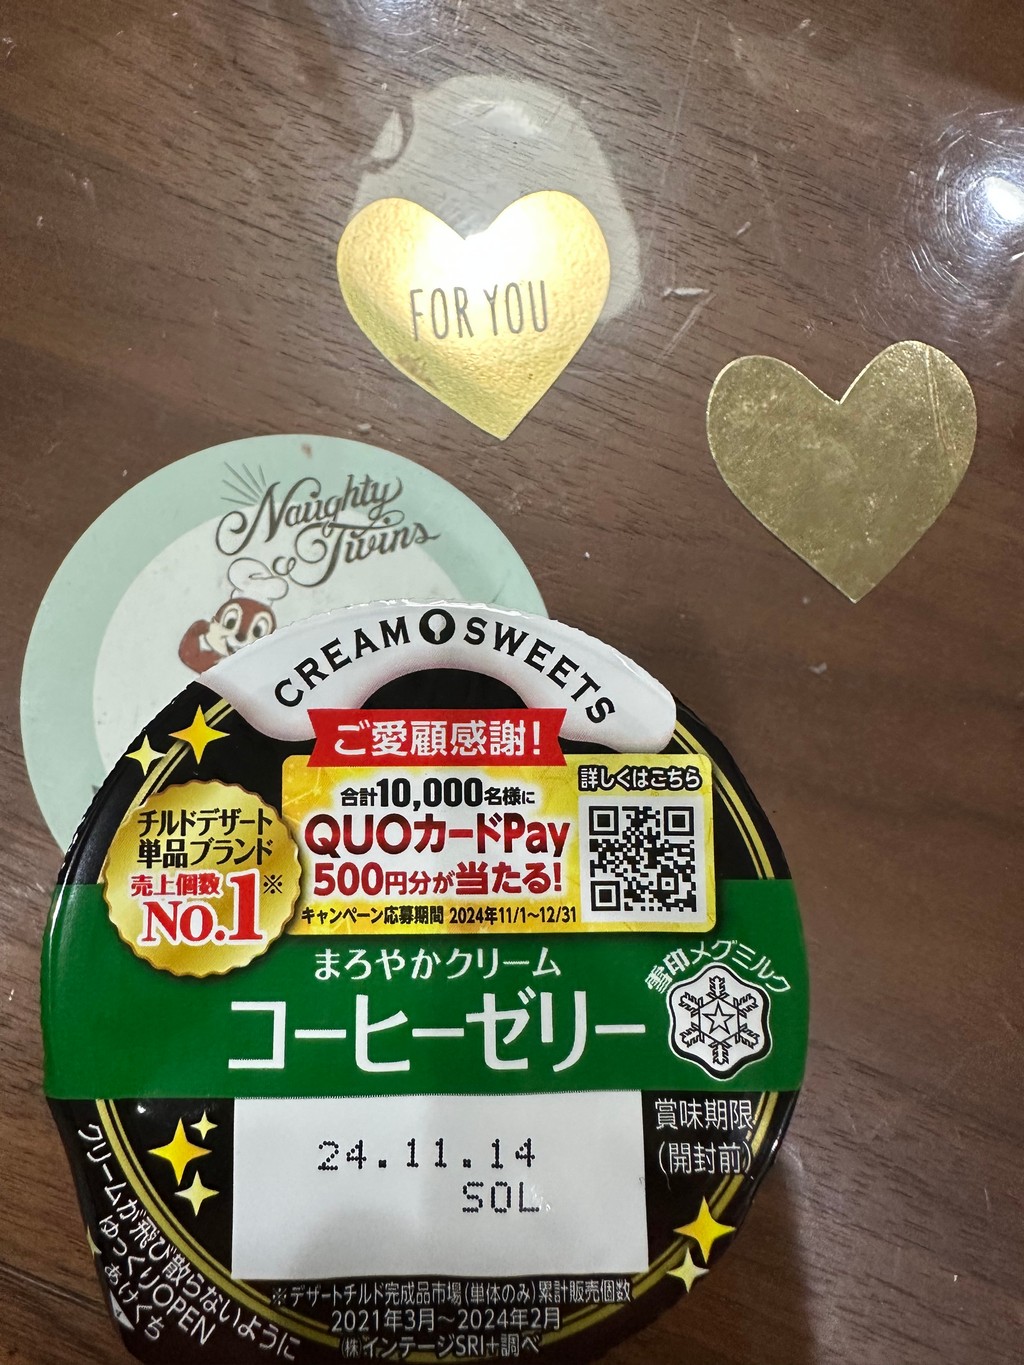 FOR YOU
Naughty
Twins
CREAM SWEETS
ご愛顧感謝!
合計10,000名様に
QUOカードPay
500円分が当たる!
キャンペーン応募期間 2024年11/1～12/31
詳しくはこちら
チルドデザート
単品ブランド
売上個数
No.1※
まろやかクリーム
コーヒーゼリー
雪印メグミルク
24.11.14
SOL
賞味期限
(開封前)
クリームが飛び散らないように
ゆっくりOPEN
あけくち
※デザートチルド完成品市場(単体のみ)累計販売個数
2021年3月～2024年2月
(株)インテージSRI+調べ